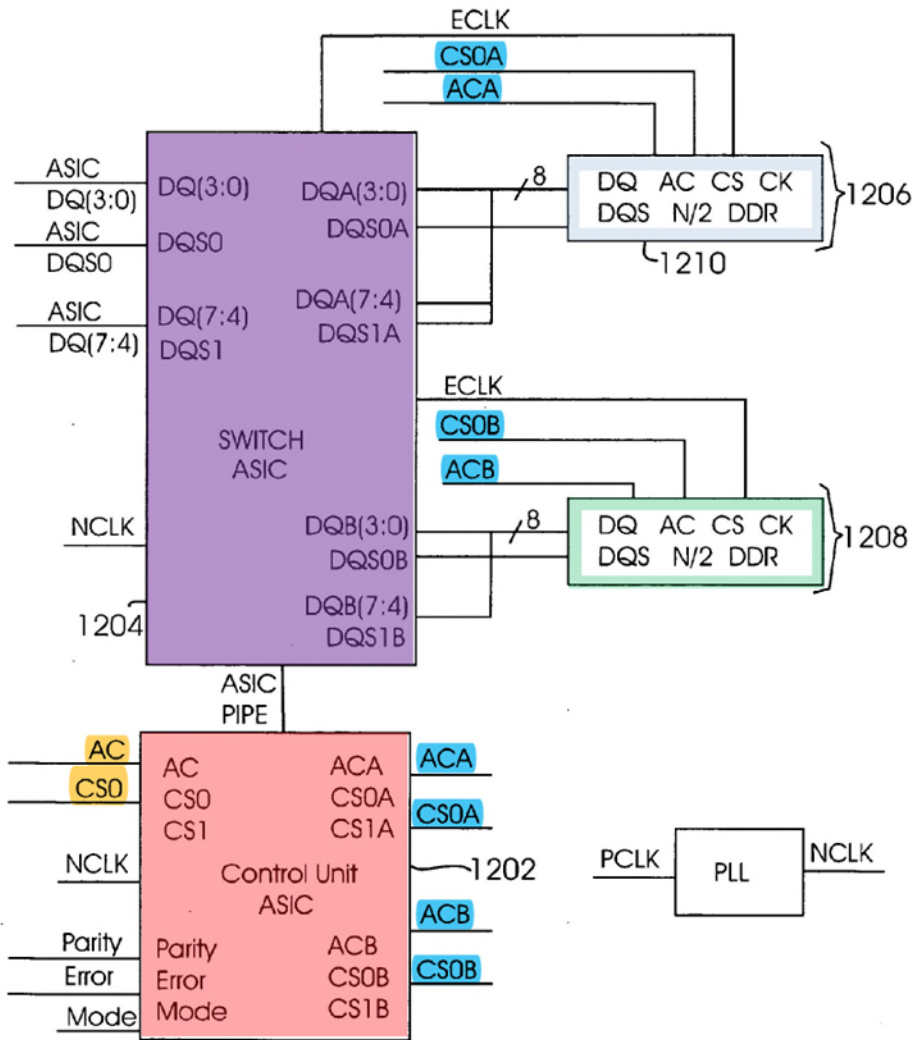 ECLK
CS0A
ACA
ASIC
DQ(3:0)
ASIC
DQS0
ASIC
DQ(7:4)
DQ(3:0)
DQS0
DQ(7:4)
DQS1
DQA(3:0)
DQS0A
DQA(7:4)
DQS1A
8
DQ AC CS CK
DQS N/2 DDR
1206
1210
ECLK
CS0B
ACB
SWITCH
ASIC
NCLK
DQB(3:0)
DQS0B
DQB(7:4)
DQS1B
8
DQ AC CS CK
DQS N/2 DDR
1208
1204
ASIC
PIPE
AC
CS0
NCLK
Parity
Error
Mode
AC
CS0
CS1
ACA
CS0A
CS1A
Control Unit
ASIC
Parity
Error
Mode
ACB
CS0B
CS1B
ACA
CS0A
1202
ACB
CS0B
PCLK
PLL
NCLK